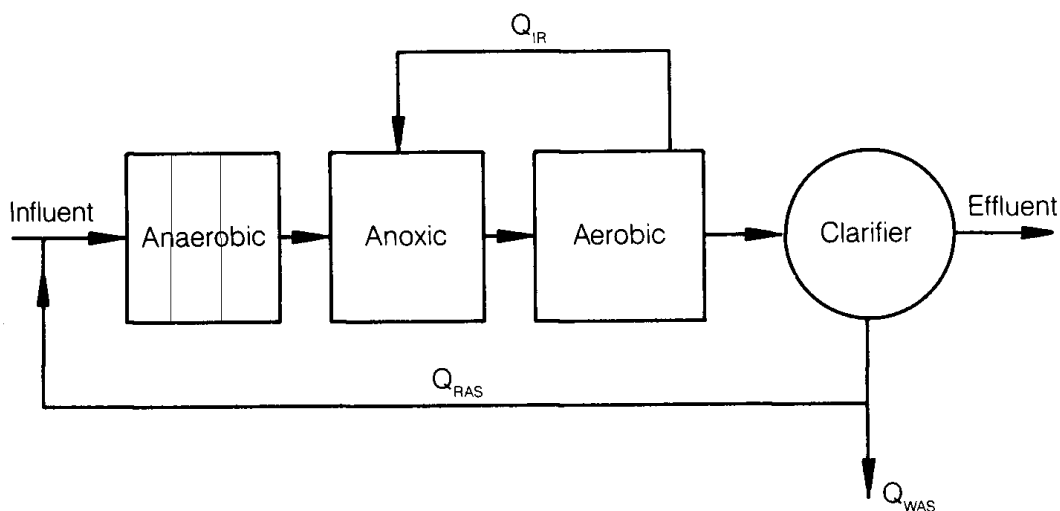 Q_IR
Influent
Anaerobic
Anoxic
Aerobic
Clarifier
Effluent
Q_RAS
Q_WAS